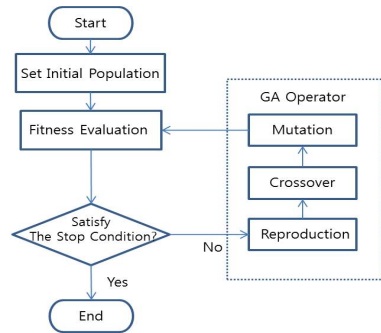 Start
Set Initial Population
GA Operator
Fitness Evaluation
Mutation
Crossover
Satisfy
The Stop Condition?
Reproduction
No
Yes
End